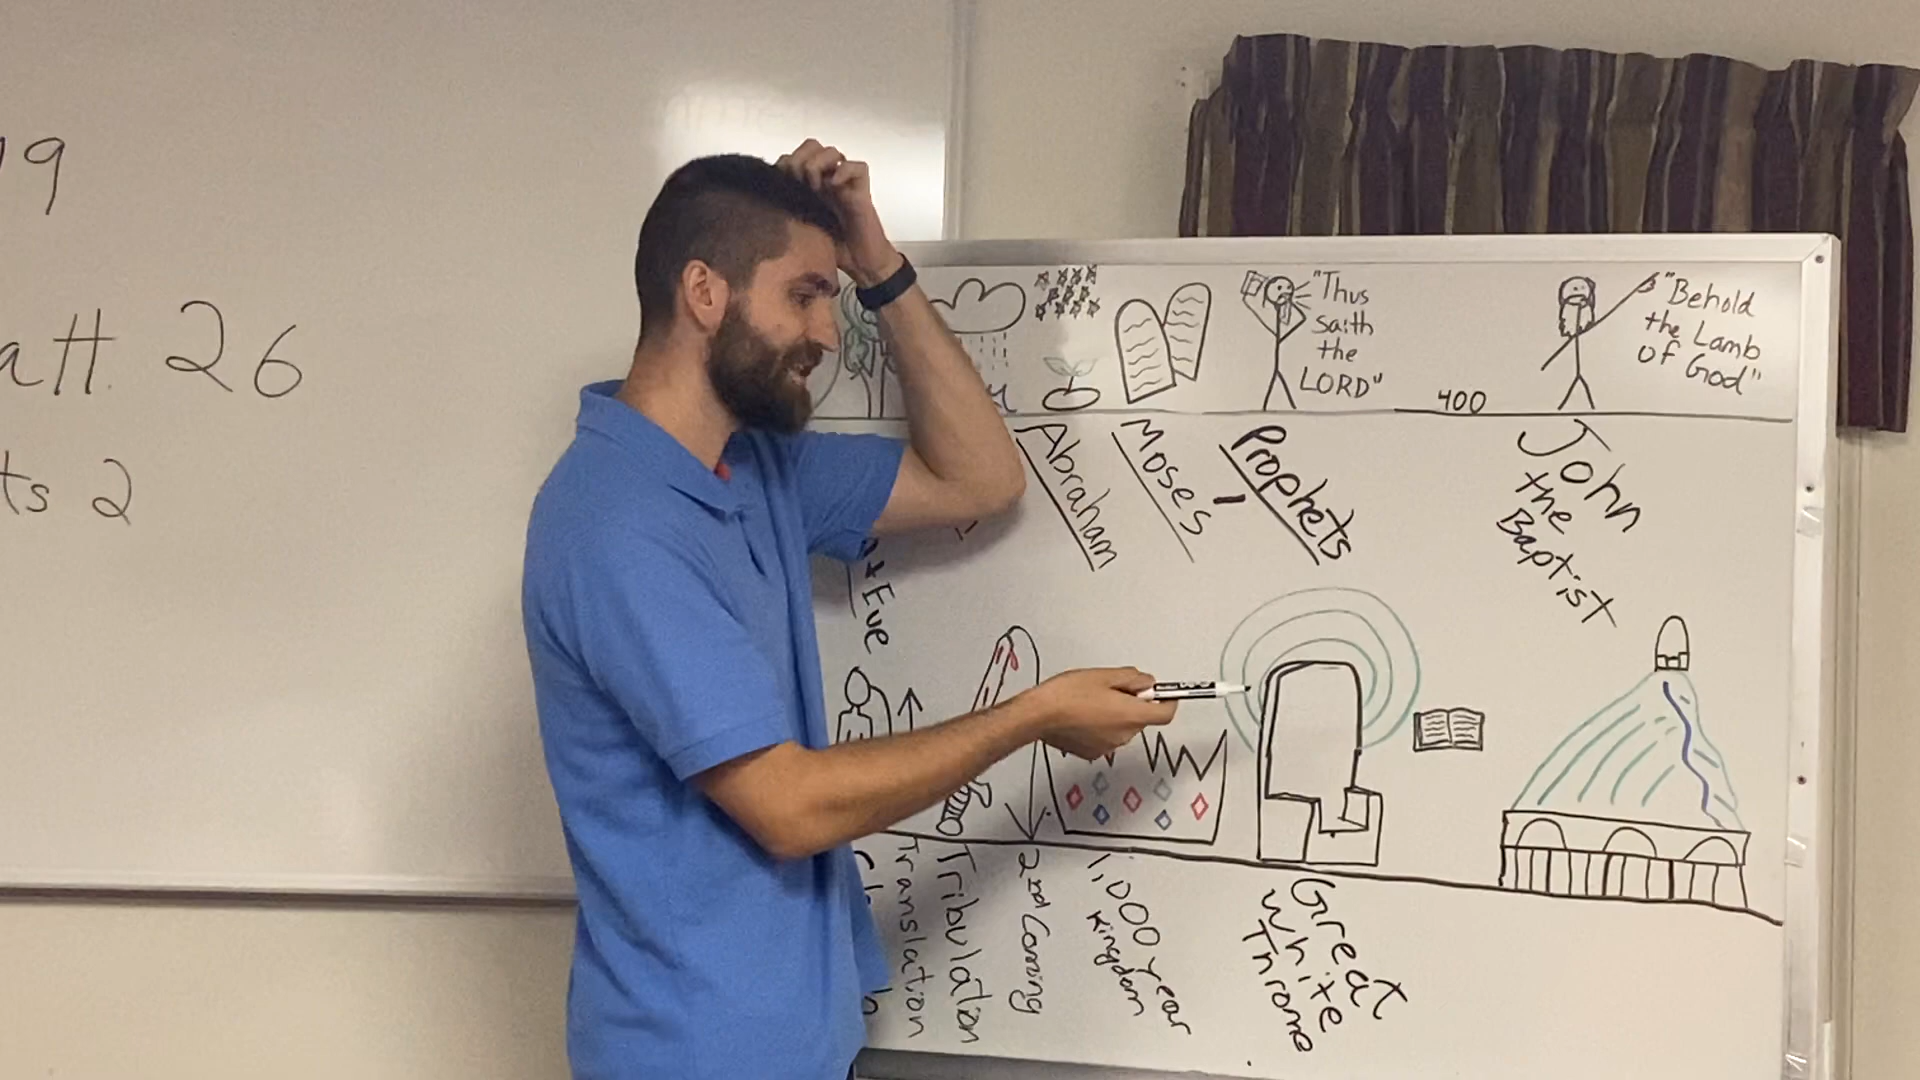 19
att. 26
ts 2
"Thus
saith
the
LORD"
400
"Behold
the Lamb
of God"
Abraham
Moses
Prophets
John
the
Baptist
& Eve
Translation
Tribulation
2nd Coming
1,000 year
Kingdom
Great
White
Throne